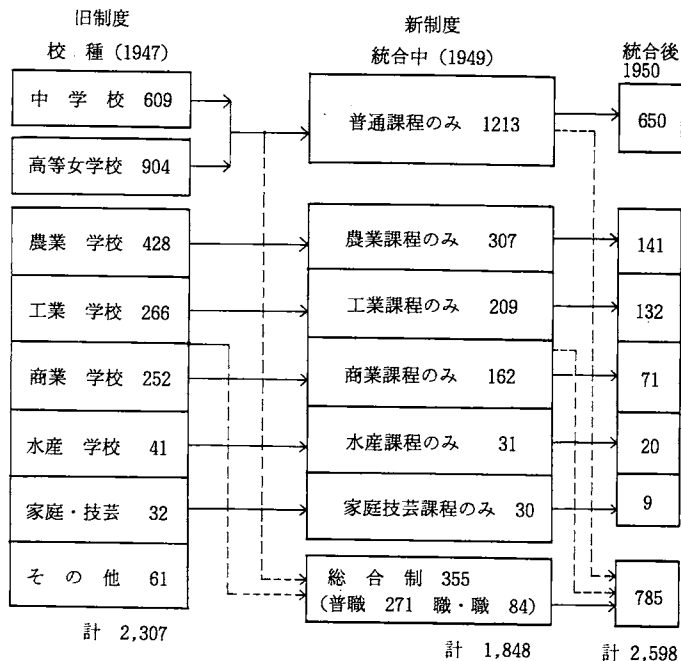 旧制度
校 種 (1947)
中 学 校 609
高等女学校 904
農業 学校 428
工業 学校 266
商業 学校 252
水産 学校 41
家庭・技芸 32
そ の 他 61
計 2,307
新制度
統合中 (1949)
普通課程のみ 1213
農業課程のみ 307
工業課程のみ 209
商業課程のみ 162
水産課程のみ 31
家庭技芸課程のみ 30
総 合 制 355
(普職 271 職・職 84)
計 1,848
統合後
1950
650
141
132
71
20
9
785
計 2,598